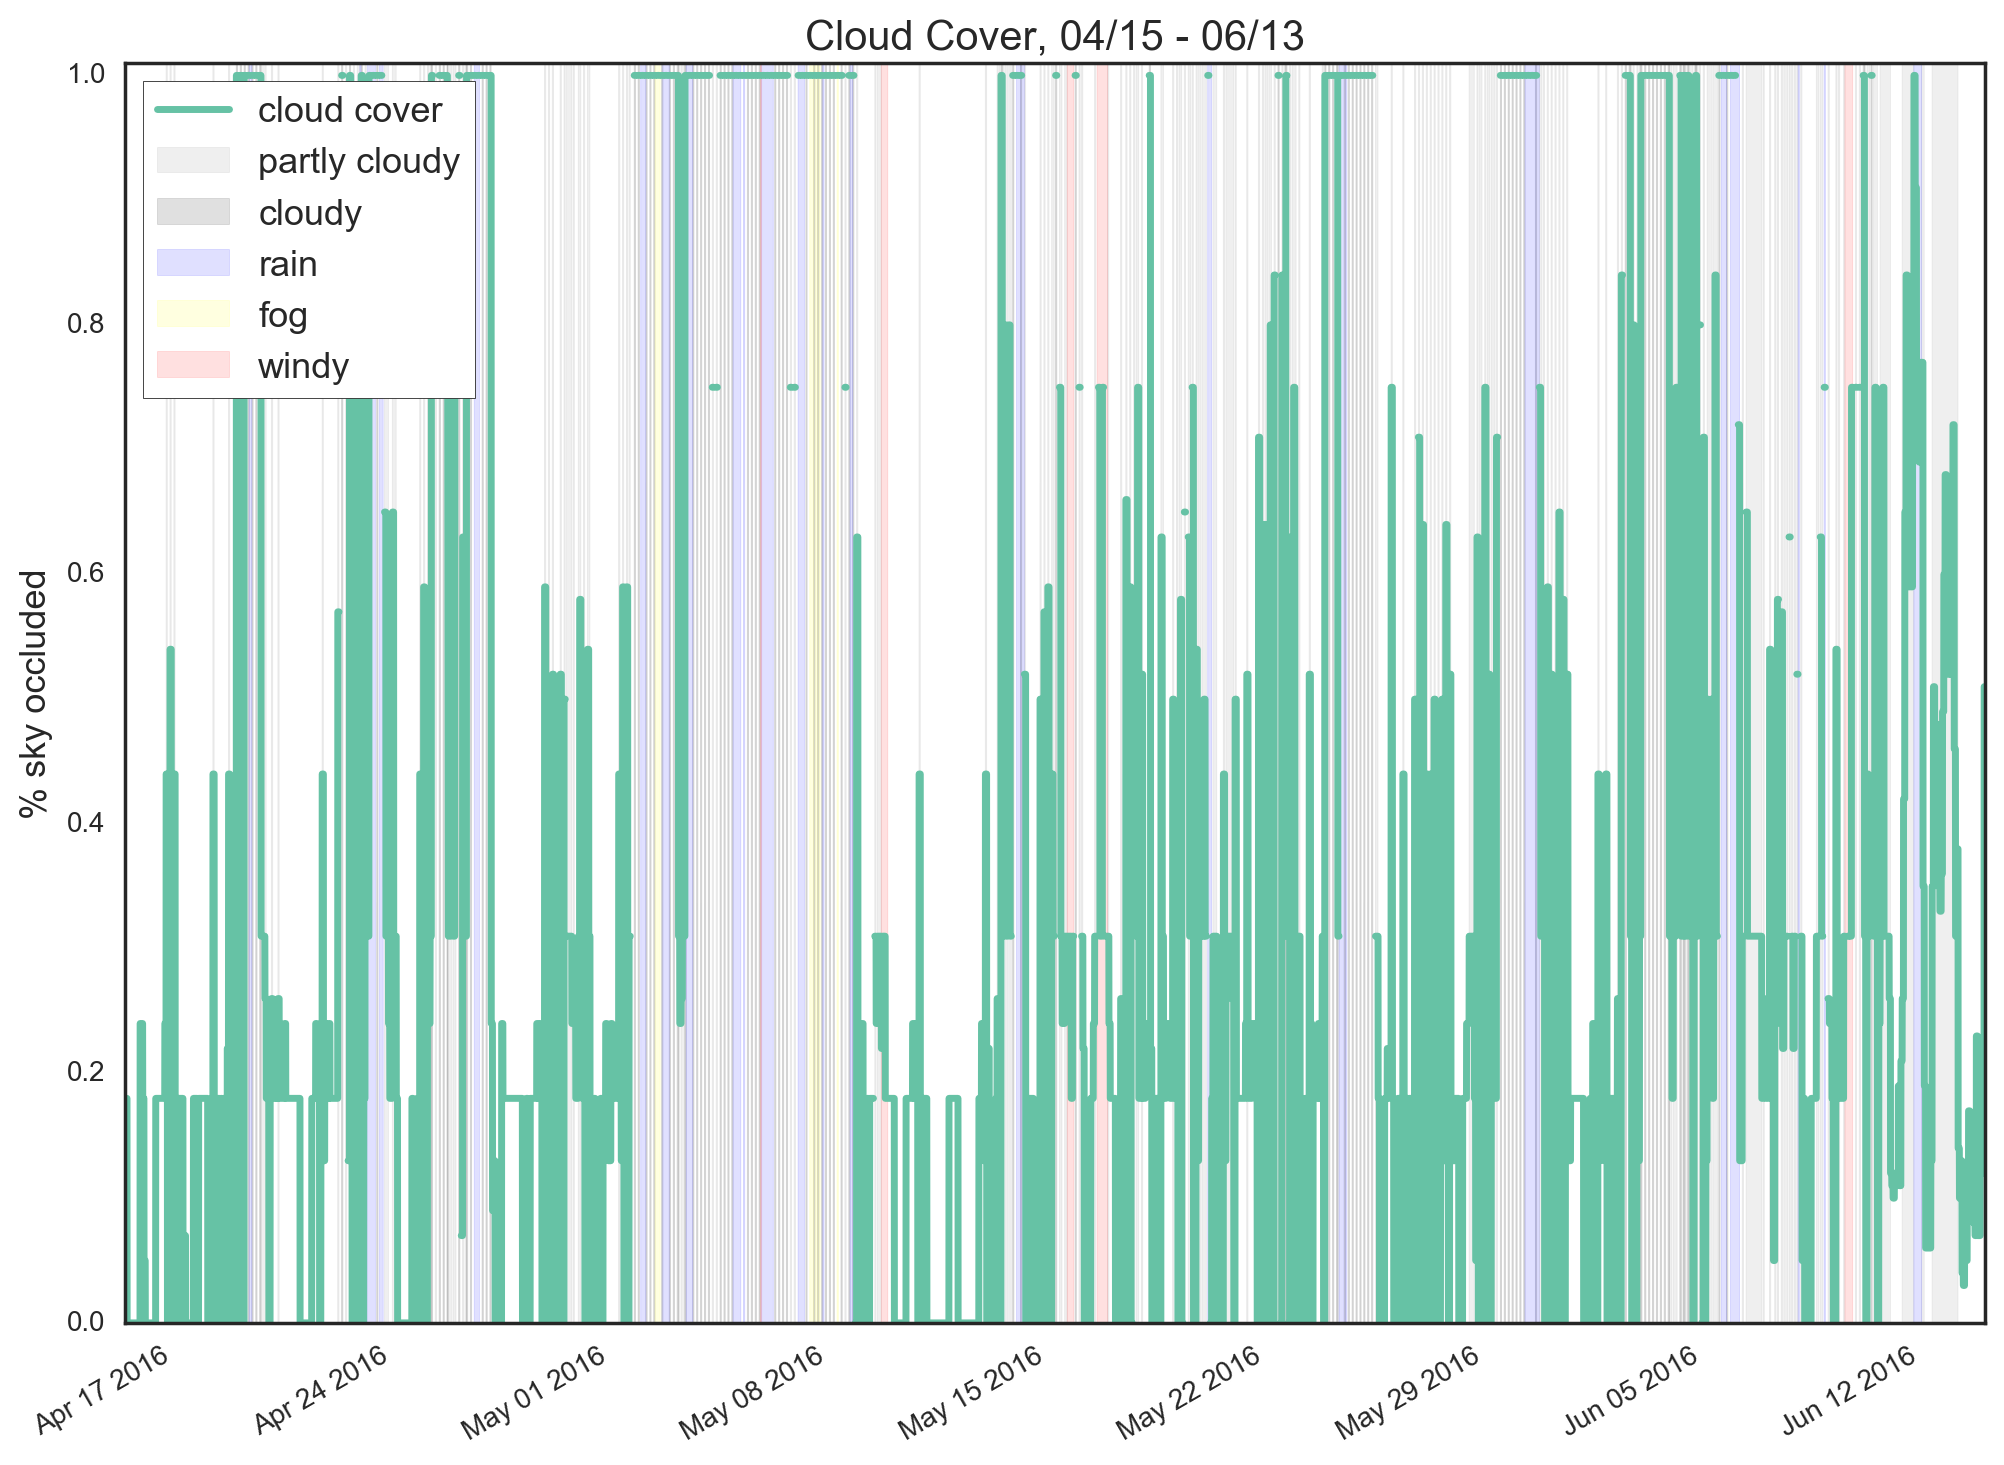 Cloud Cover, 04/15 - 06/13
1.0
0.8
0.6
0.4
0.2
0.0
% sky occluded
cloud cover
partly cloudy
cloudy
rain
fog
windy
Apr 17 2016
Apr 24 2016
May 01 2016
May 08 2016
May 15 2016
May 22 2016
May 29 2016
Jun 05 2016
Jun 12 2016